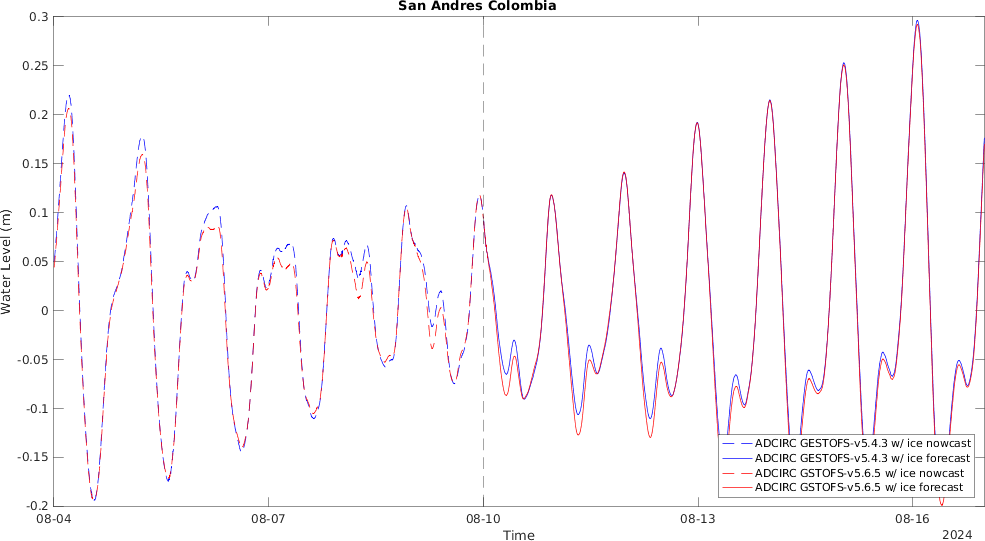 San Andres Colombia
0.3
0.25
0.2
0.15
0.1
0.05
0
-0.05
-0.1
-0.15
-0.2
Water Level (m)
ADCIRC GESTOFS-v5.4.3 w/ ice nowcast
ADCIRC GESTOFS-v5.4.3 w/ ice forecast
ADCIRC GSTOFS-v5.6.5 w/ ice nowcast
ADCIRC GSTOFS-v5.6.5 w/ ice forecast
08-04 08-07 08-10 08-13 08-16
Time
2024